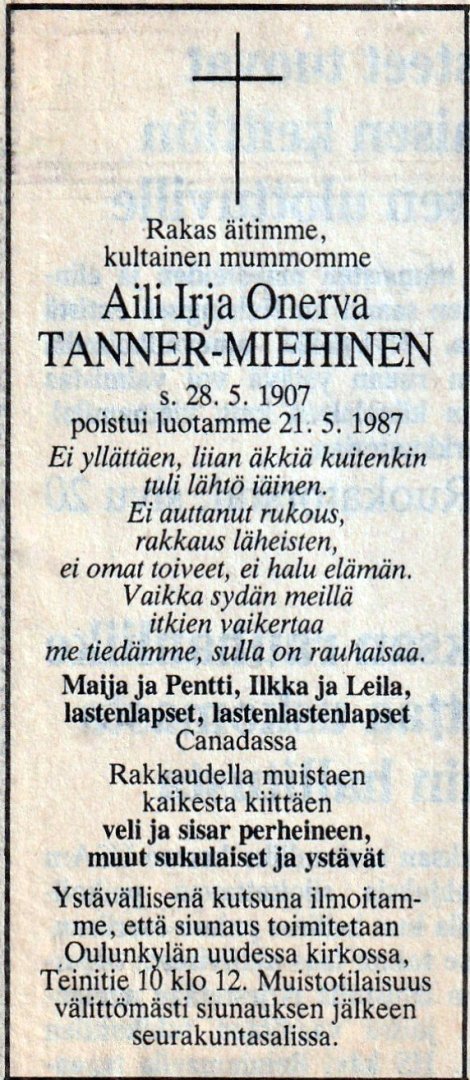 Rakas äitimme,
kultainen mummomme
Aili Irja Onerva
TANNER-MIEHINEN
s. 28. 5. 1907
poistui luotamme 21. 5. 1987
Ei yllättäen, liian äkkiä kuitenkin
tuli lähtö iäinen.
Ei auttanut rukous,
rakkaus läheisten,
ei omat toiveet, ei halu elämän.
Vaikka sydän meillä
itkien vaikertaa
me tiedämme, sulla on rauhaisaa.
Maija ja Pentti, Ilkka ja Leila,
lastenlapset, lastenlastenlapset
Canadassa
Rakkaudella muistaen
kaikesta kiittäen
veli ja sisar perheineen,
muut sukulaiset ja ystävät
Ystävällisenä kutsuna ilmoitam-
me, että siunaus toimitetaan
Oulunkylän uudessa kirkossa,
Teinitie 10 klo 12. Muistotilaisuus
välittömästi siunauksen jälkeen
seurakuntasalissa.